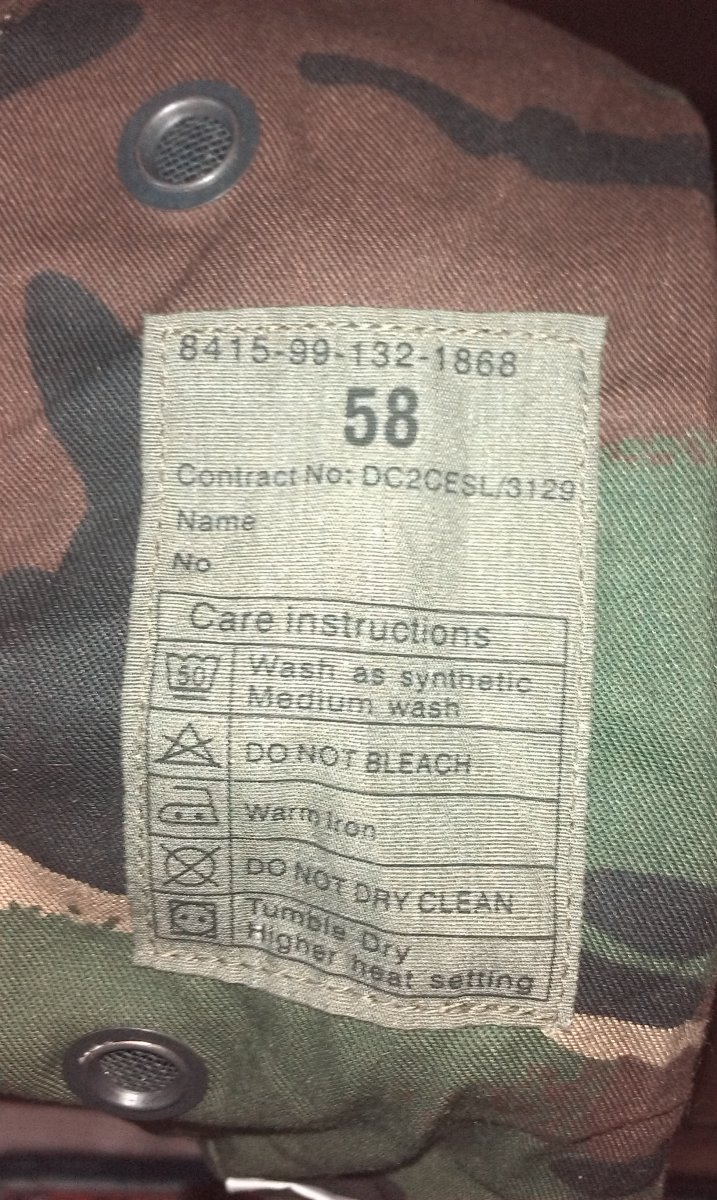 8415-99-132-1868
58
Contract No: DC2CESL/3129
Name
No
Care instructions
50
Wash as synthetic
Medium wash
DO NOT BLEACH
Warm iron
DO NOT DRY CLEAN
Tumble Dry
Higher heat setting